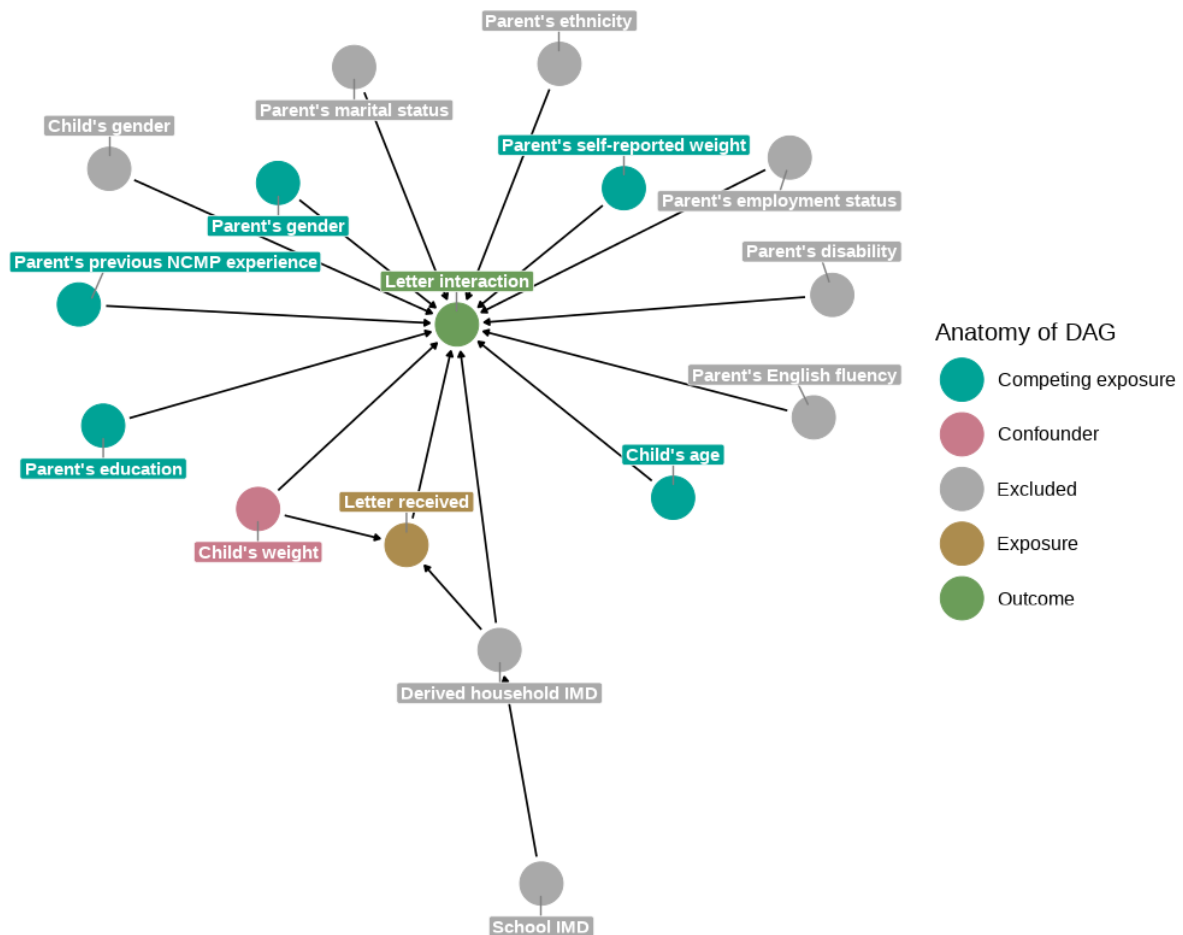 Parent's ethnicity
Parent's marital status
Child's gender
Parent's self-reported weight
Parent's employment status
Parent's gender
Parent's disability
Parent's previous NCMP experience
Letter interaction
Anatomy of DAG
Competing exposure
Confounder
Excluded
Exposure
Outcome
Parent's English fluency
Child's age
Parent's education
Letter received
Child's weight
Derived household IMD
School IMD